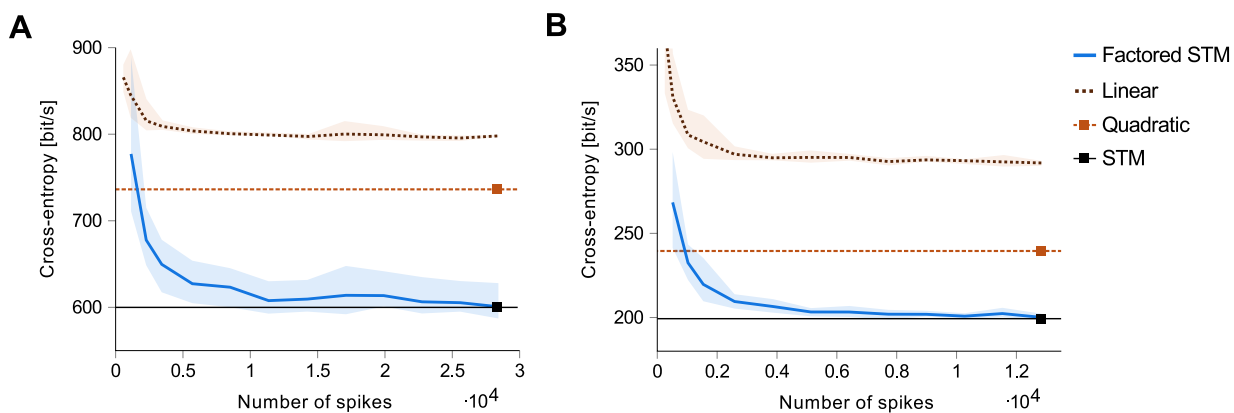 A
Cross-entropy [bit/s]
900
800
700
600
0
0.5
1
1.5
2
2.5
3
Number of spikes
·10⁴
B
Cross-entropy [bit/s]
350
300
250
200
0
0.2
0.4
0.6
0.8
1
1.2
Number of spikes
·10⁴
Factored STM
Linear
Quadratic
STM